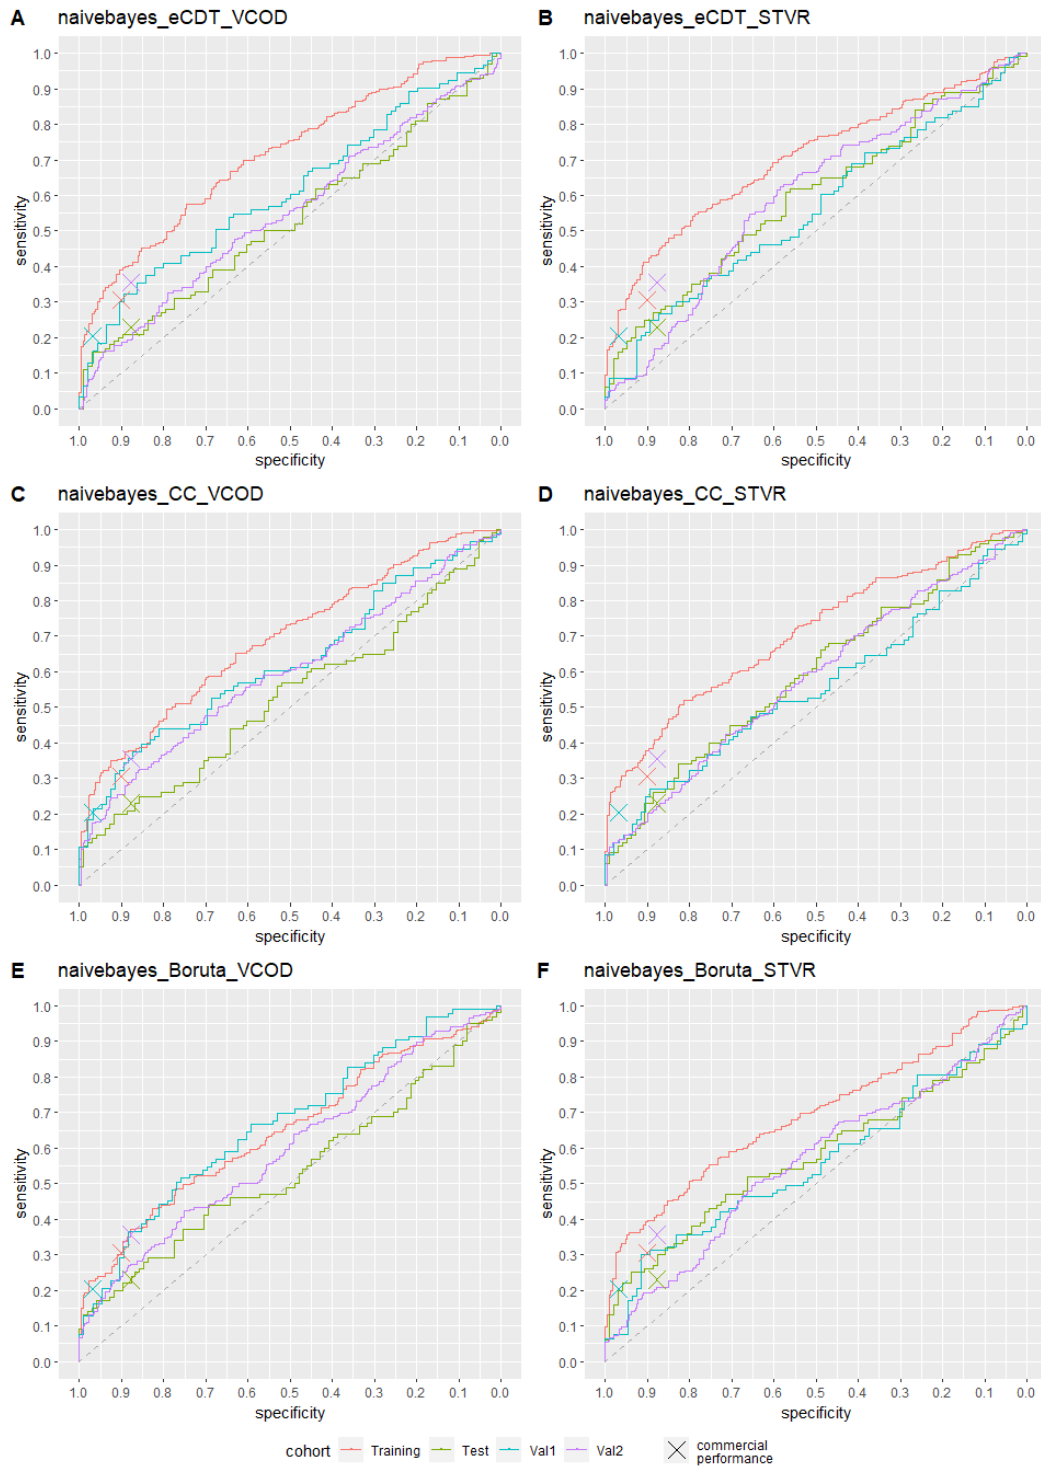 A naivebayes_eCDT_VCOD
1.0
0.9
0.8
0.7
0.6
0.5
0.4
0.3
0.2
0.1
0.0
sensitivity
1.0 0.9 0.8 0.7 0.6 0.5 0.4 0.3 0.2 0.1 0.0
specificity
B naivebayes_eCDT_STVR
1.0
0.9
0.8
0.7
0.6
0.5
0.4
0.3
0.2
0.1
0.0
sensitivity
1.0 0.9 0.8 0.7 0.6 0.5 0.4 0.3 0.2 0.1 0.0
specificity
C naivebayes_CC_VCOD
1.0
0.9
0.8
0.7
0.6
0.5
0.4
0.3
0.2
0.1
0.0
sensitivity
1.0 0.9 0.8 0.7 0.6 0.5 0.4 0.3 0.2 0.1 0.0
specificity
D naivebayes_CC_STVR
1.0
0.9
0.8
0.7
0.6
0.5
0.4
0.3
0.2
0.1
0.0
sensitivity
1.0 0.9 0.8 0.7 0.6 0.5 0.4 0.3 0.2 0.1 0.0
specificity
E naivebayes_Boruta_VCOD
1.0
0.9
0.8
0.7
0.6
0.5
0.4
0.3
0.2
0.1
0.0
sensitivity
1.0 0.9 0.8 0.7 0.6 0.5 0.4 0.3 0.2 0.1 0.0
specificity
F naivebayes_Boruta_STVR
1.0
0.9
0.8
0.7
0.6
0.5
0.4
0.3
0.2
0.1
0.0
sensitivity
1.0 0.9 0.8 0.7 0.6 0.5 0.4 0.3 0.2 0.1 0.0
specificity
cohort Training Test Val1 Val2
commercial
performance